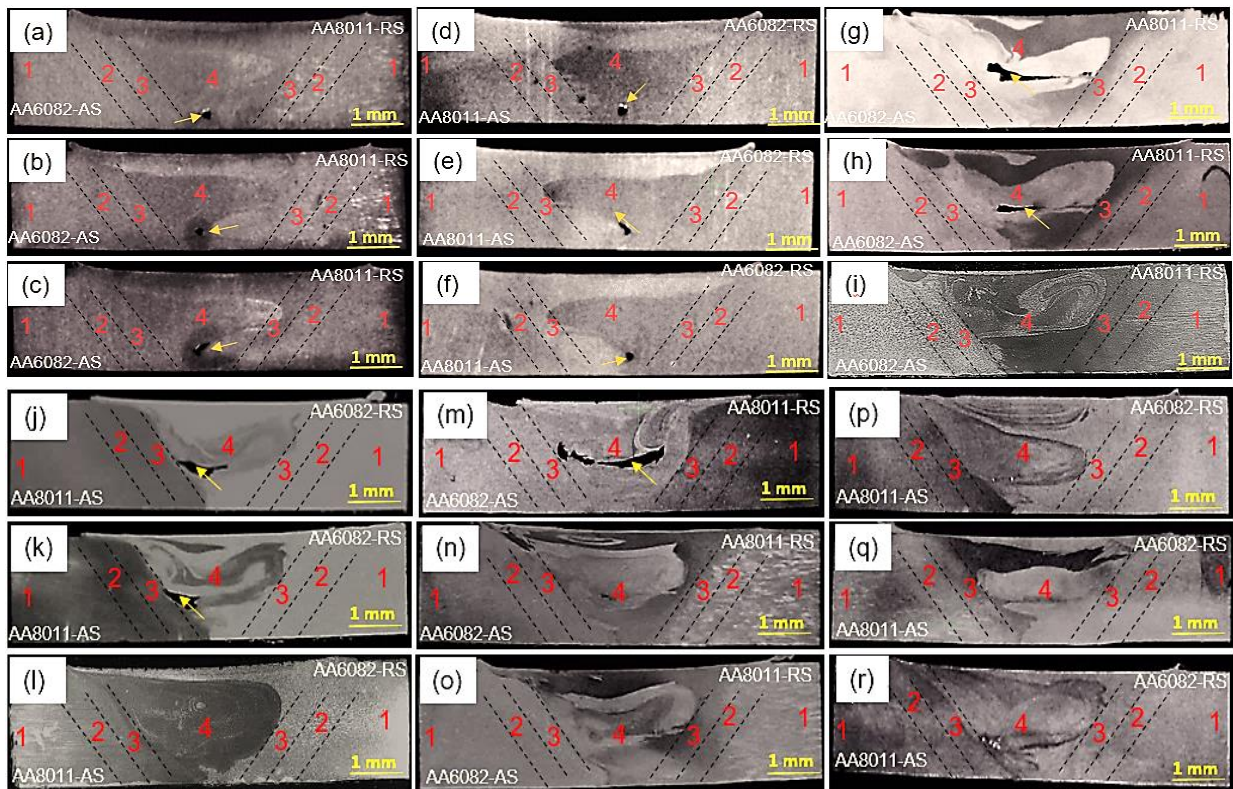 (a)
AA8011-RS
1 2 3 4 3 2 1
AA6082-AS
1 mm
(b)
AA8011-RS
1 2 3 4 3 2 1
AA6082-AS
1 mm
(c)
AA8011-RS
1 2 3 4 3 2 1
AA6082-AS
1 mm
(d)
AA6082-RS
1 2 3 4 3 2 1
AA8011-AS
1 mm
(e)
AA6082-RS
1 2 3 4 3 2 1
AA8011-AS
1 mm
(f)
AA6082-RS
1 2 3 4 3 2 1
AA8011-AS
1 mm
(g)
AA8011-RS
1 2 3 4 3 2 1
AA6082-AS
1 mm
(h)
AA8011-RS
1 2 3 4 3 2 1
AA6082-AS
1 mm
(i)
AA8011-RS
1 2 3 4 3 2 1
AA6082-AS
1 mm
(j)
AA6082-RS
1 2 3 4 3 2 1
AA8011-AS
1 mm
(k)
AA6082-RS
1 2 3 4 3 2 1
AA8011-AS
1 mm
(l)
AA6082-RS
1 2 3 4 3 2 1
AA8011-AS
1 mm
(m)
AA8011-RS
1 2 3 4 3 2 1
AA6082-AS
1 mm
(n)
AA8011-RS
1 2 3 4 3 2 1
AA6082-AS
1 mm
(o)
AA8011-RS
1 2 3 4 3 2 1
AA6082-AS
1 mm
(p)
AA6082-RS
1 2 3 4 3 2 1
AA8011-AS
1 mm
(q)
AA6082-RS
1 2 3 4 3 2 1
AA8011-AS
1 mm
(r)
AA6082-RS
1 2 3 4 3 2 1
AA8011-AS
1 mm